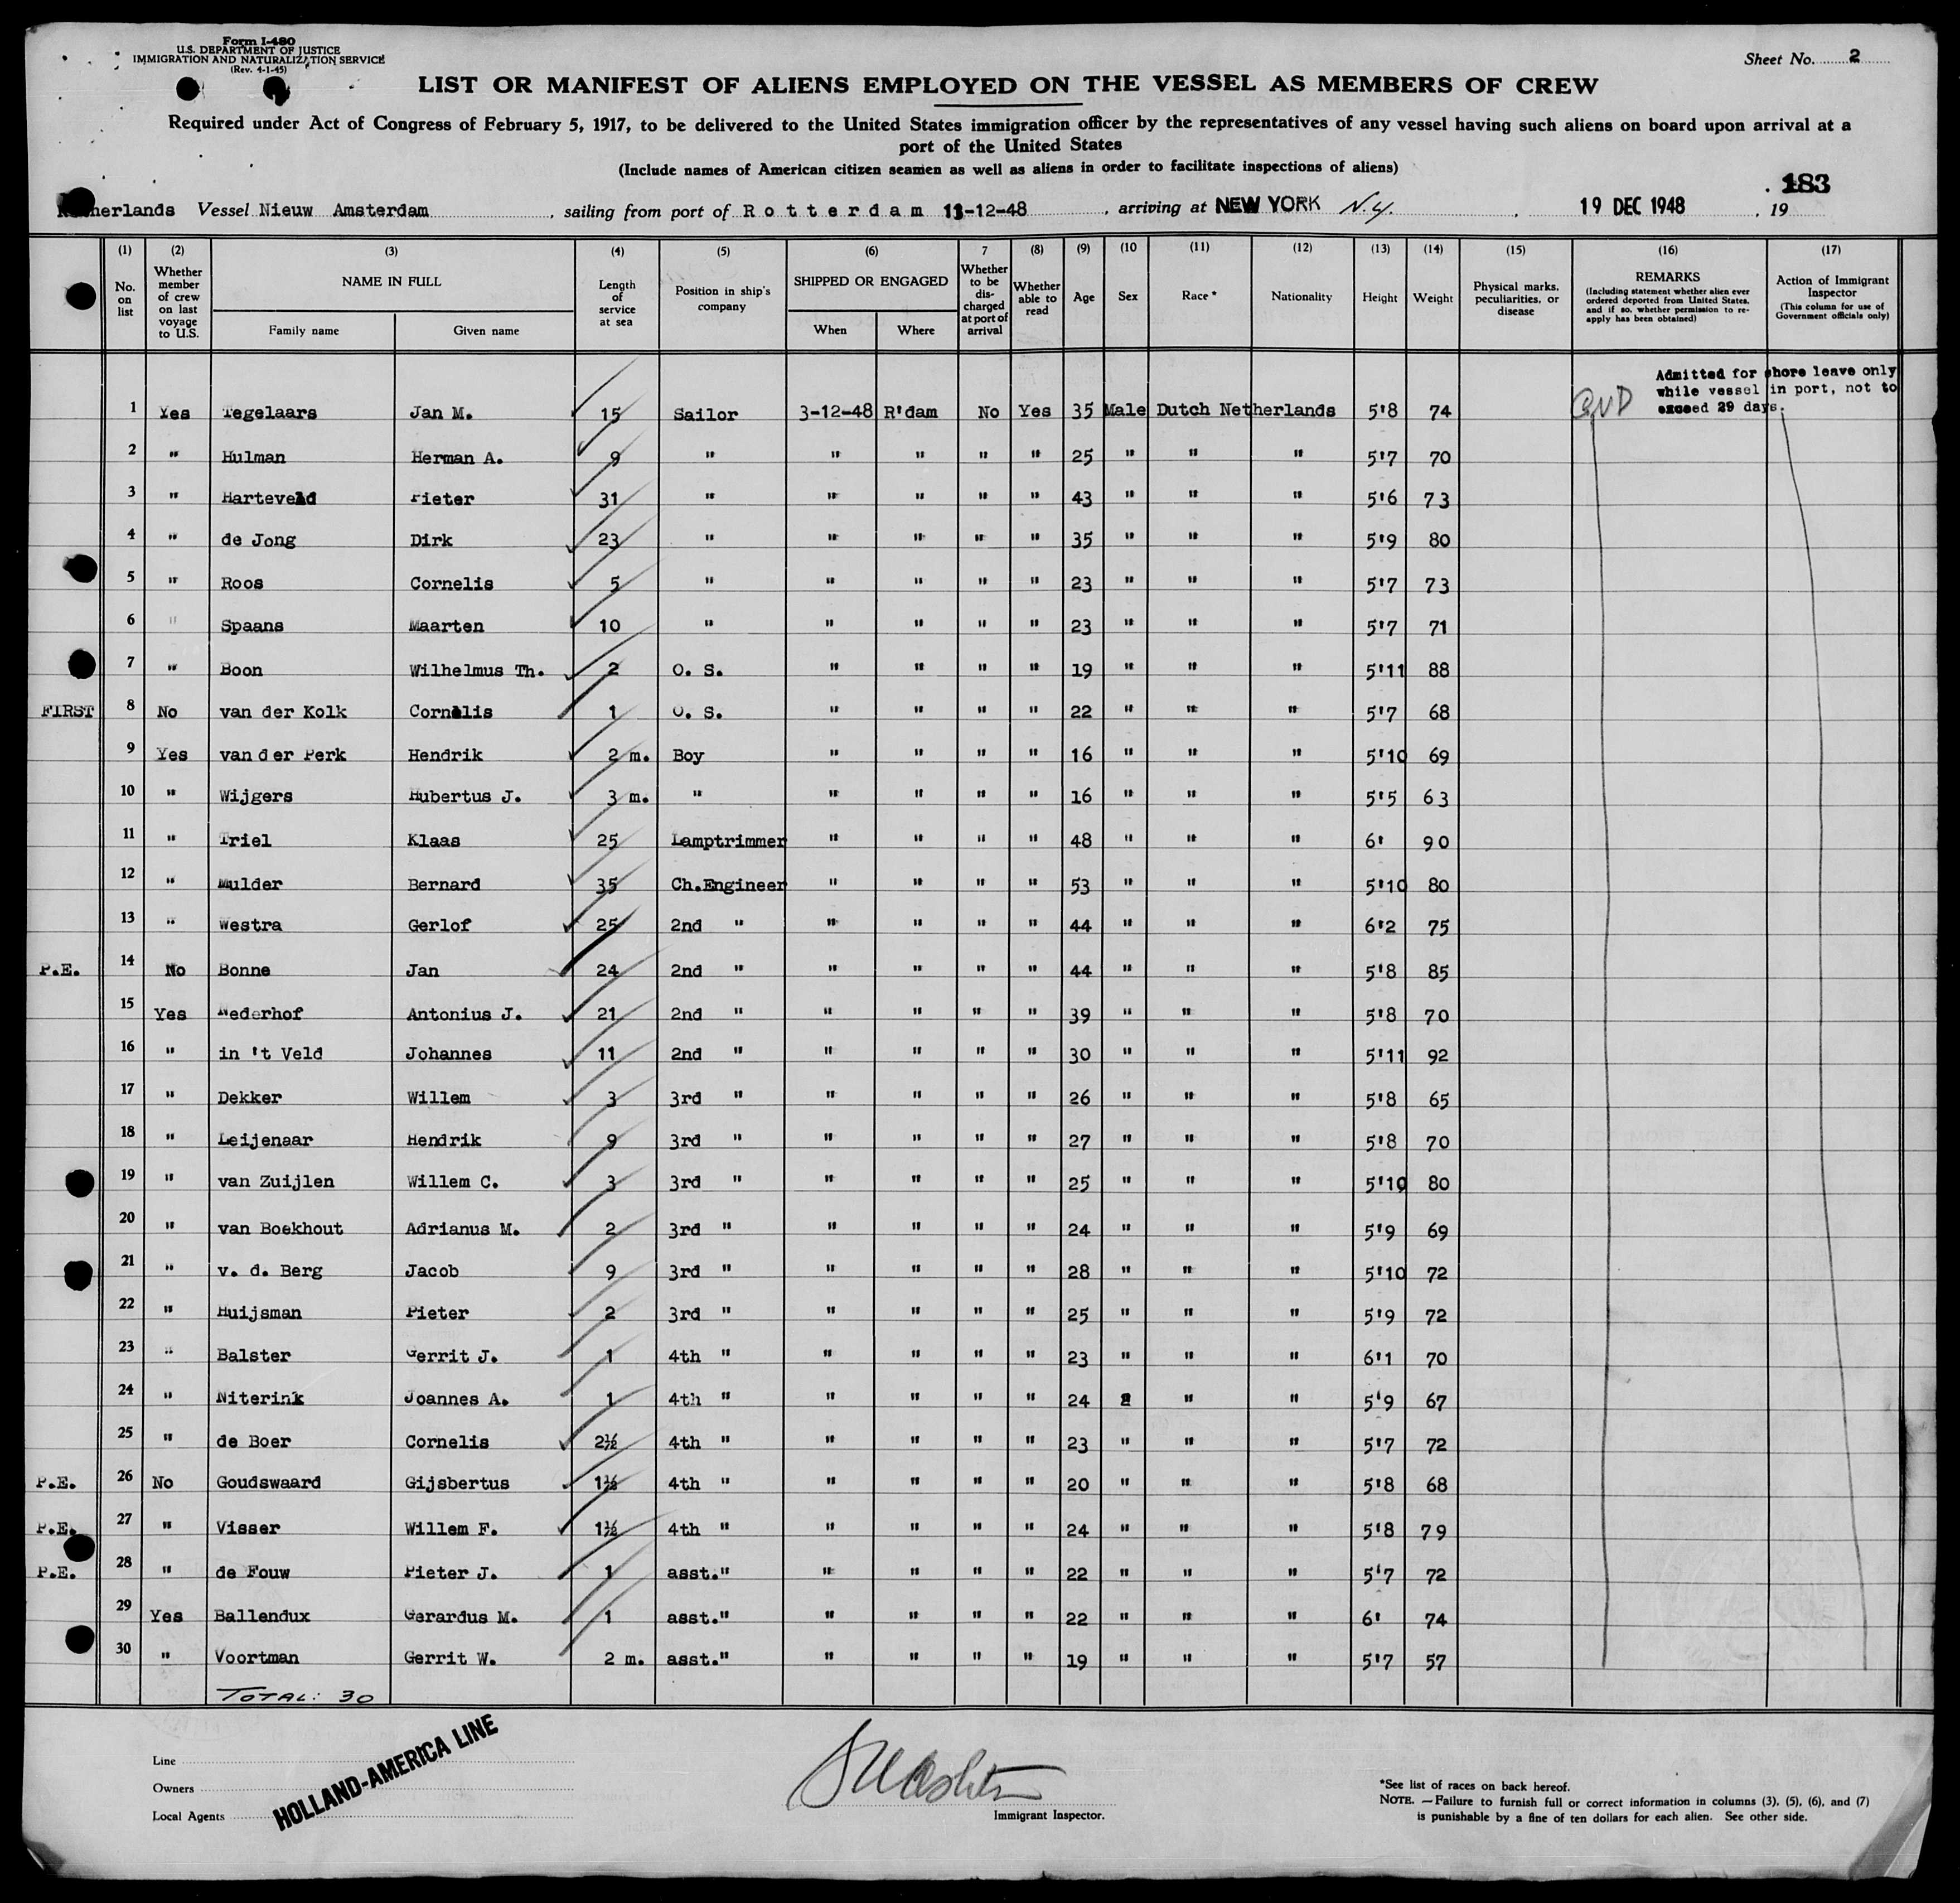 Form I-480
U.S. DEPARTMENT OF JUSTICE
IMMIGRATION AND NATURALIZATION SERVICE
(Rev. 4-1-45)
Sheet No. 2
LIST OR MANIFEST OF ALIENS EMPLOYED ON THE VESSEL AS MEMBERS OF CREW
Required under Act of Congress of February 5, 1917, to be delivered to the United States immigration officer by the representatives of any vessel having such aliens on board upon arrival at a
port of the United States
(Include names of American citizen seamen as well as aliens in order to facilitate inspections of aliens)
183
Netherlands Vessel Nieuw Amsterdam, sailing from port of Rotterdam 11-12-48, arriving at NEW YORK N.Y. 19 DEC 1948, 19
(1) (2) (3) (4) (5) (6) 7 (8) (9) (10 (11) (12) (13) (14) (15) (16) (17)
No. on list
Whether member of crew on last voyage to U.S.
NAME IN FULL
Family name
Given name
Length of service at sea
Position in ship's company
SHIPPED OR ENGAGED
When
Where
Whether to be discharged at port of arrival
Whether able to read
Age
Sex
Race *
Nationality
Height
Weight
Physical marks, peculiarities, or disease
REMARKS
(Including statement whether alien ever ordered deported from United States, and if so, whether permission to re-apply has been obtained)
Action of Immigrant Inspector
(This column for use of Government officials only)
Admitted for shore leave only
while vessel in port, not to
exceed 29 days.
1 Yes Tegelaars Jan M. 15 Sailor 3-12-48 R'dam No Yes 35 Male Dutch Netherlands 5'8 74
2 " Hulman Herman A. 9 " " " " " 25 " " " 5'7 70
3 " Harteveld Pieter 31 " " " " " 43 " " " 5'6 73
4 " de Jong Dirk 23 " " " " " 35 " " " 5'9 80
5 " Roos Cornelis 5 " " " " " 23 " " " 5'7 73
6 " Spaans Maarten 10 " " " " " 23 " " " 5'7 71
7 " Boon Wilhelmus Th. 2 O. S. " " " " 19 " " " 5'11 88
FIRST 8 No van der Kolk Cornelis 1 O. S. " " " " 22 " " " 5'7 68
9 Yes van der Perk Hendrik 2 m. Boy " " " " 16 " " " 5'10 69
10 " Wijgers Hubertus J. 3 m. " " " " " 16 " " " 5'5 63
11 " Triel Klaas 25 Lamptrimmer " " " " 48 " " " 6' 90
12 " Mulder Bernard 35 Ch.Engineer " " " " 53 " " " 5'10 80
13 " Westra Gerlof 25 2nd " " " " " 44 " " " 6'2 75
P.E. 14 No Bonne Jan 24 2nd " " " " " 44 " " " 5'8 85
15 Yes Nederhof Antonius J. 21 2nd " " " " " 39 " " " 5'8 70
16 " in 't Veld Johannes 11 2nd " " " " " 30 " " " 5'11 92
17 " Dekker Willem 3 3rd " " " " " 26 " " " 5'8 65
18 " Leijenaar Hendrik 9 3rd " " " " " 27 " " " 5'8 70
19 " van Zuijlen Willem C. 3 3rd " " " " " 25 " " " 5'10 80
20 " van Boekhout Adrianus M. 2 3rd " " " " " 24 " " " 5'9 69
21 " v. d. Berg Jacob 9 3rd " " " " " 28 " " " 5'10 72
22 " Huijsman Pieter 2 3rd " " " " " 25 " " " 5'9 72
23 " Balster Gerrit J. 1 4th " " " " " 23 " " " 6'1 70
24 " Niterink Joannes A. 1 4th " " " " " 24 " " 5'9 67
25 " de Boer Cornelis 2½ 4th " " " " " 23 " " " 5'7 72
P.E. 26 No Goudswaard Gijsbertus 1½ 4th " " " " " 20 " " " 5'8 68
P.E. 27 " Visser Willem F. 1½ 4th " " " " " 24 " " " 5'8 79
P.E. 28 " de Fouw Pieter J. 1 asst." " " " " 22 " " " 5'7 72
29 Yes Ballendux Gerardus M. 1 asst." " " " " 22 " " " 6' 74
30 " Voortman Gerrit W. 2 m. asst." " " " " 19 " " " 5'7 57
TOTAL: 30
Line
Owners
Local Agents
HOLLAND-AMERICA LINE
Immigrant Inspector.
*See list of races on back hereof.
NOTE.—Failure to furnish full or correct information in columns (3), (5), (6), and (7)
is punishable by a fine of ten dollars for each alien. See other side.